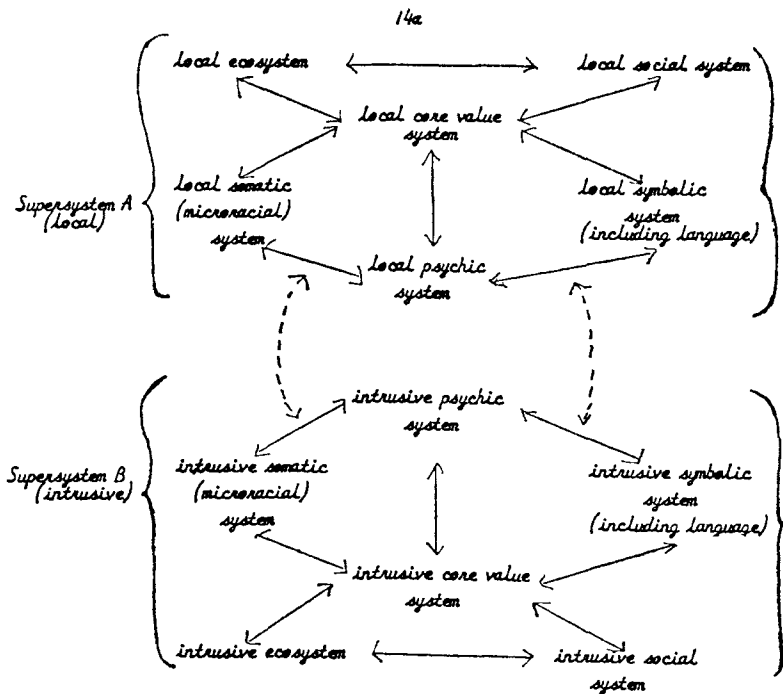 14a
local ecosystem
local social system
local core value
system
local somatic
(microracial)
system
Supersystem A
(local)
local symbolic
system
(including language)
local psychic
system
intrusive psychic
system
Supersystem B
(intrusive)
intrusive somatic
(microracial)
system
intrusive symbolic
system
(including language)
intrusive core value
system
intrusive ecosystem
intrusive social
system